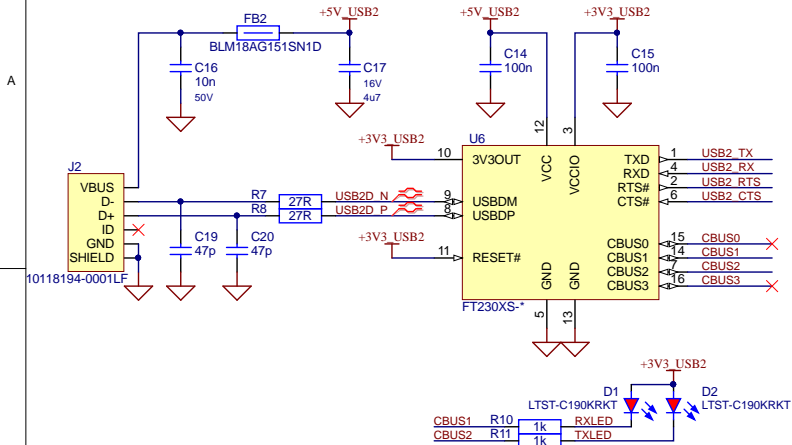 +5V_USB2
+5V_USB2
+3V3_USB2
FB2
BLM18AG151SN1D
C16
10n
50V
C17
16V
4u7
C14
100n
C15
100n
A
U6
12
3
+3V3_USB2
10
3V3OUT
VCC
VCCIO
TXD
1
USB2_TX
RXD
4
USB2_RX
RTS#
2
USB2_RTS
CTS#
6
USB2_CTS
J2
VBUS
D-
D+
ID
GND
SHIELD
10118194-0001LF
R7
27R
USB2D_N
9
USBDM
R8
27R
USB2D_P
8
USBDP
C19
47p
C20
47p
+3V3_USB2
11
RESET#
CBUS0
15
CBUS0
CBUS1
14
CBUS1
CBUS2
7
CBUS2
CBUS3
16
CBUS3
GND
GND
FT230XS-*
5
13
+3V3_USB2
D1
LTST-C190KRKT
D2
LTST-C190KRKT
CBUS1
R10
1k
RXLED
CBUS2
R11
1k
TXLED